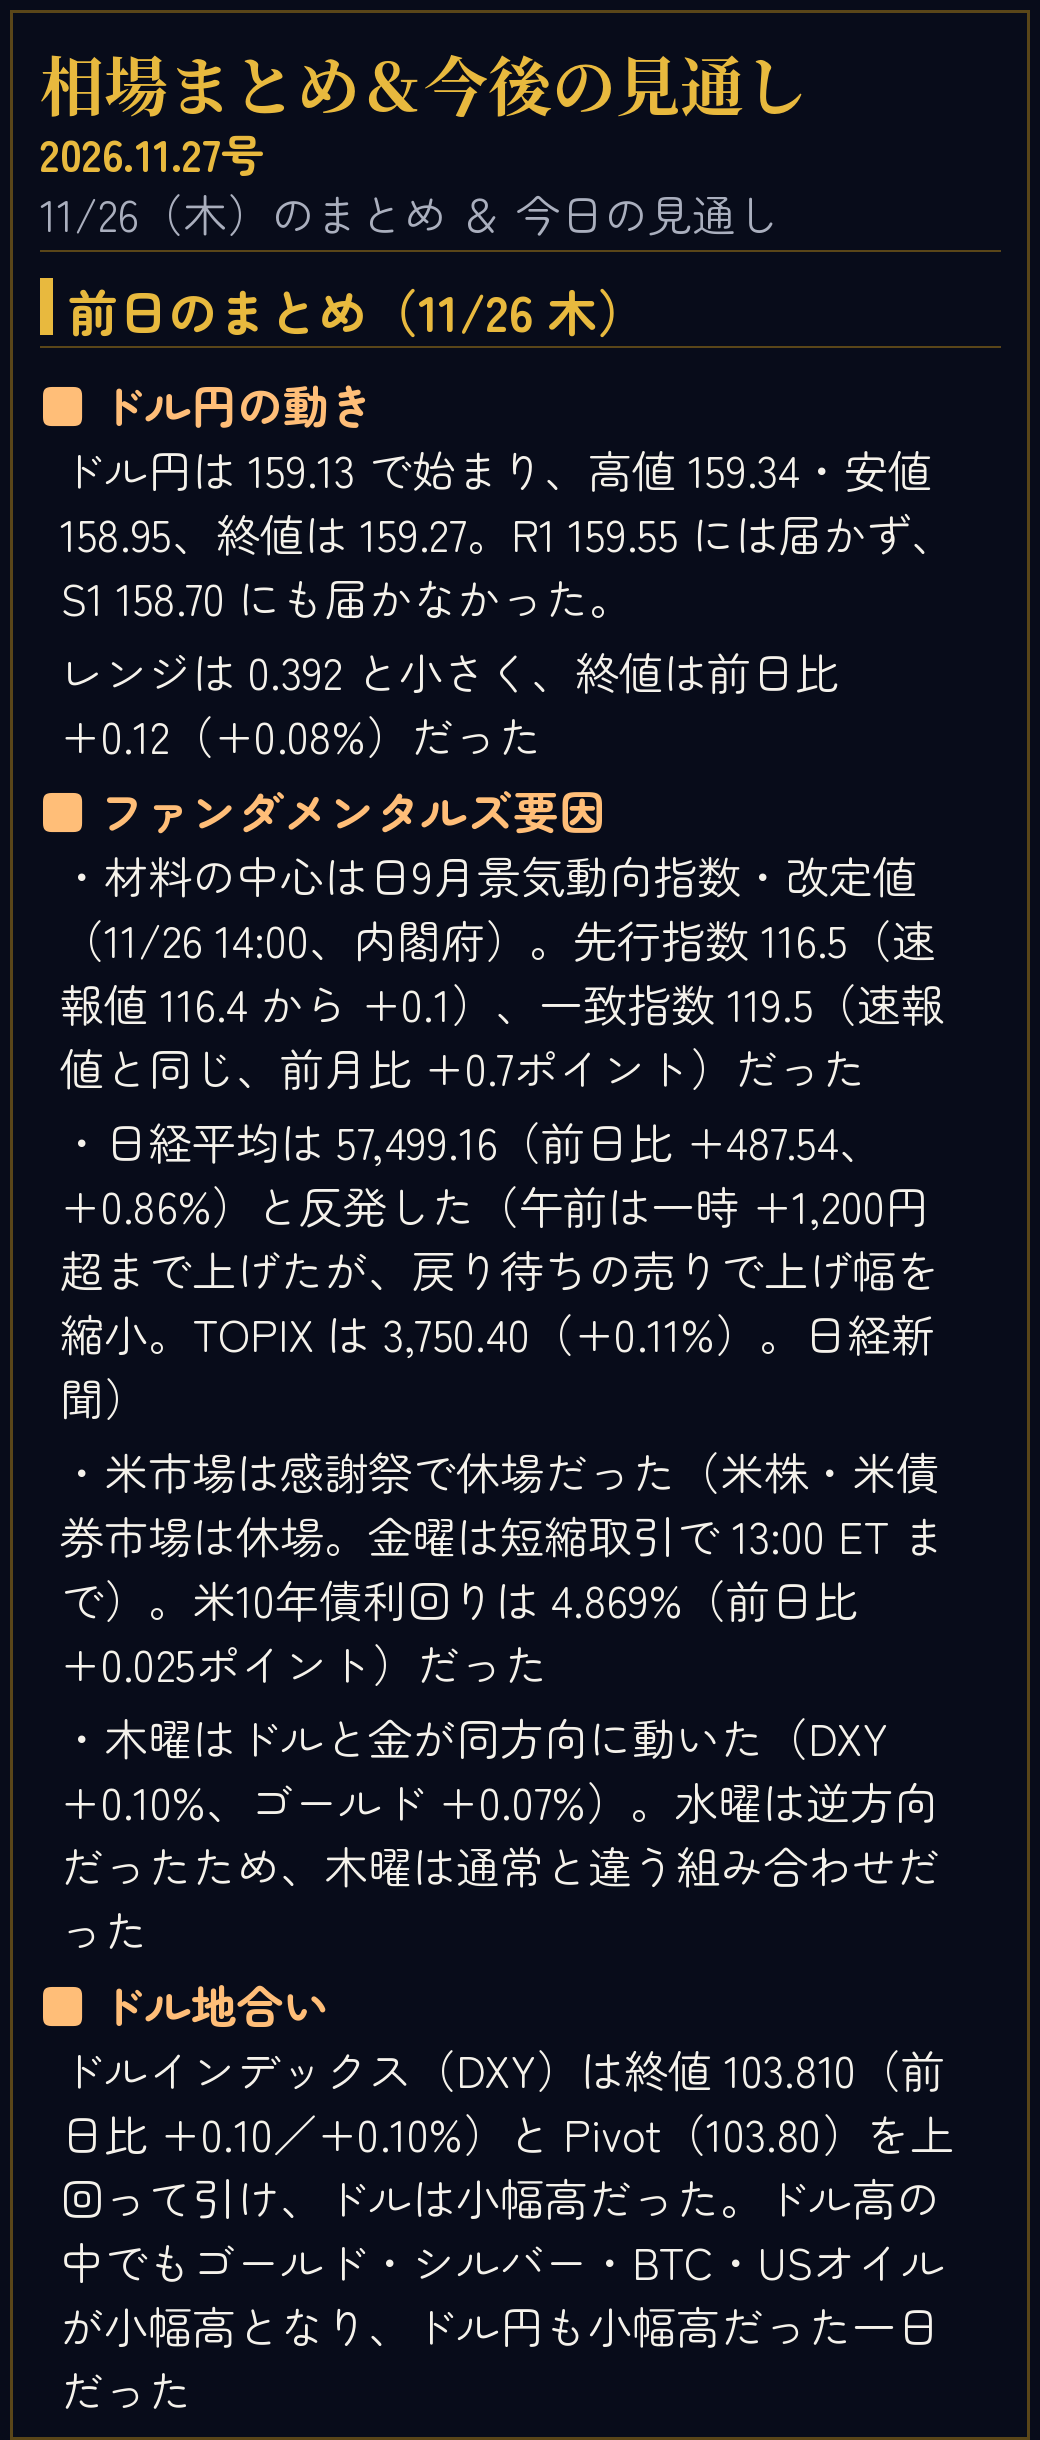 相場まとめ＆今後の見通し
2026.11.27号
11/26（木）のまとめ ＆ 今日の見通し
前日のまとめ（11/26 木）
■ ドル円の動き
ドル円は 159.13 で始まり、高値 159.34・安値
158.95、終値は 159.27。R1 159.55 には届かず、
S1 158.70 にも届かなかった。
レンジは 0.392 と小さく、終値は前日比
+0.12（+0.08%）だった
■ ファンダメンタルズ要因
・材料の中心は日9月景気動向指数・改定値
（11/26 14:00、内閣府）。先行指数 116.5（速
報値 116.4 から +0.1）、一致指数 119.5（速報
値と同じ、前月比 +0.7ポイント）だった
・日経平均は 57,499.16（前日比 +487.54、
+0.86%）と反発した（午前は一時 +1,200円
超まで上げたが、戻り待ちの売りで上げ幅を
縮小。TOPIX は 3,750.40（+0.11%）。日経新
聞）
・米市場は感謝祭で休場だった（米株・米債
券市場は休場。金曜は短縮取引で 13:00 ET ま
で）。米10年債利回りは 4.869%（前日比
+0.025ポイント）だった
・木曜はドルと金が同方向に動いた（DXY
+0.10%、ゴールド +0.07%）。水曜は逆方向
だったため、木曜は通常と違う組み合わせだ
った
■ ドル地合い
ドルインデックス（DXY）は終値 103.810（前
日比 +0.10／+0.10%）と Pivot（103.80）を上
回って引け、ドルは小幅高だった。ドル高の
中でもゴールド・シルバー・BTC・USオイル
が小幅高となり、ドル円も小幅高だった一日
だった